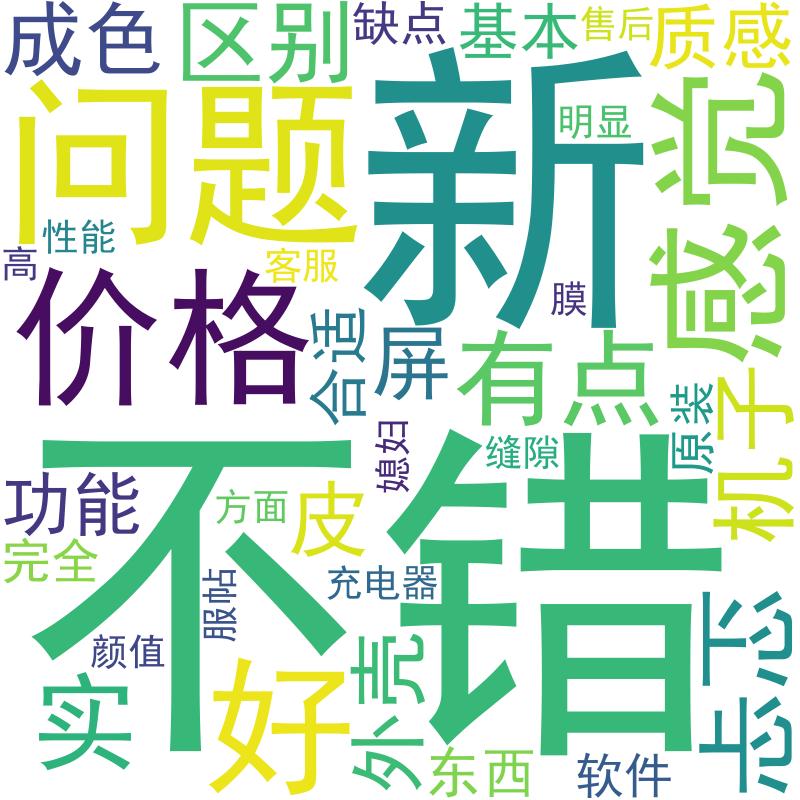 成色
区别
缺点
基本
售后
质感
问题
新
明显
感觉
性能
高
客服
价格
膜
合适
屏
有点
原装
机子
媳妇
缝隙
不错
功能
方面
皮
完全
服帖
充电器
颜值
忐忑
实
好
外壳
东西
软件